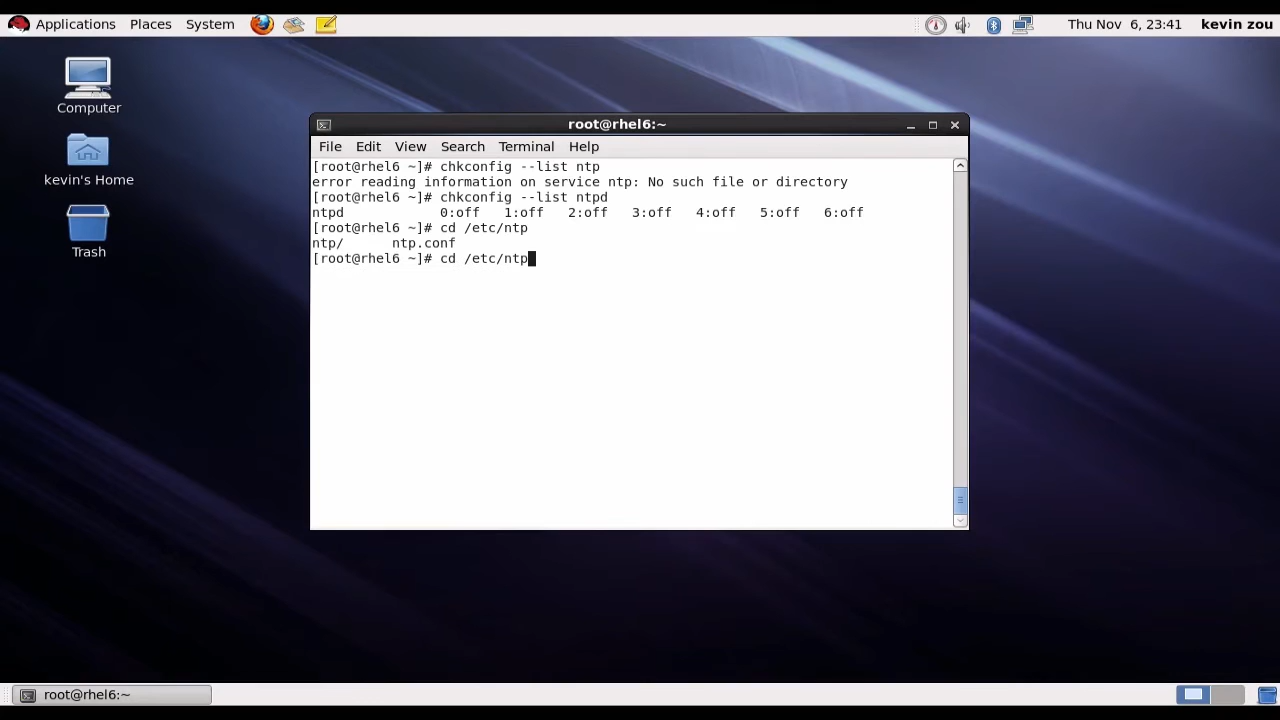 Applications Places System Thu Nov 6, 23:41 kevin zou
Computer
kevin's Home
Trash
root@rhel6:~
File Edit View Search Terminal Help
[root@rhel6 ~]# chkconfig --list ntp
error reading information on service ntp: No such file or directory
[root@rhel6 ~]# chkconfig --list ntpd
ntpd 0:off 1:off 2:off 3:off 4:off 5:off 6:off
[root@rhel6 ~]# cd /etc/ntp
ntp/ ntp.conf
[root@rhel6 ~]# cd /etc/ntp
root@rhel6:~